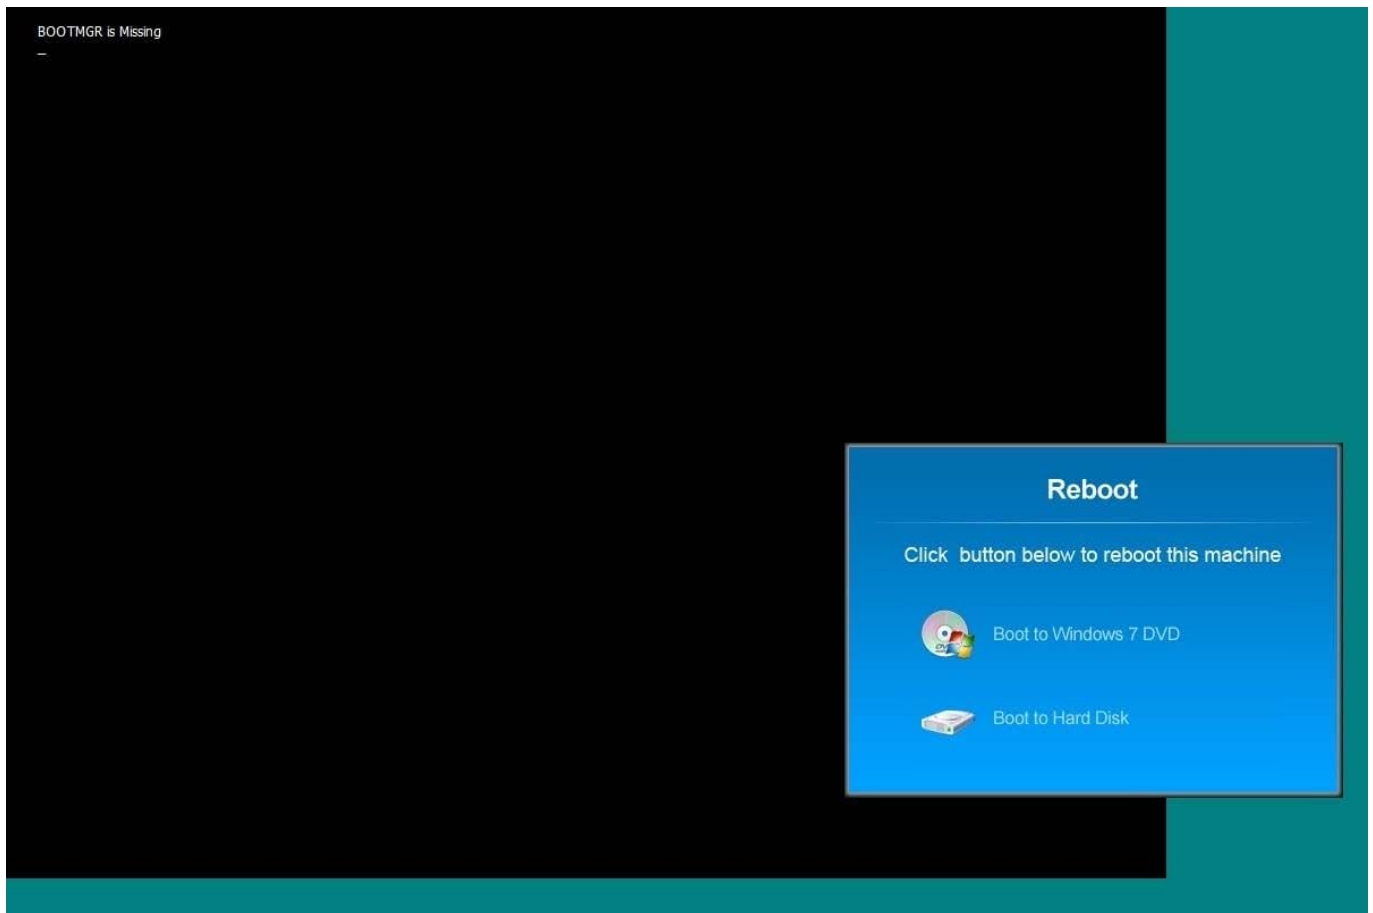 BOOTMGR is Missing
_
Reboot
Click button below to reboot this machine
Boot to Windows 7 DVD
Boot to Hard Disk